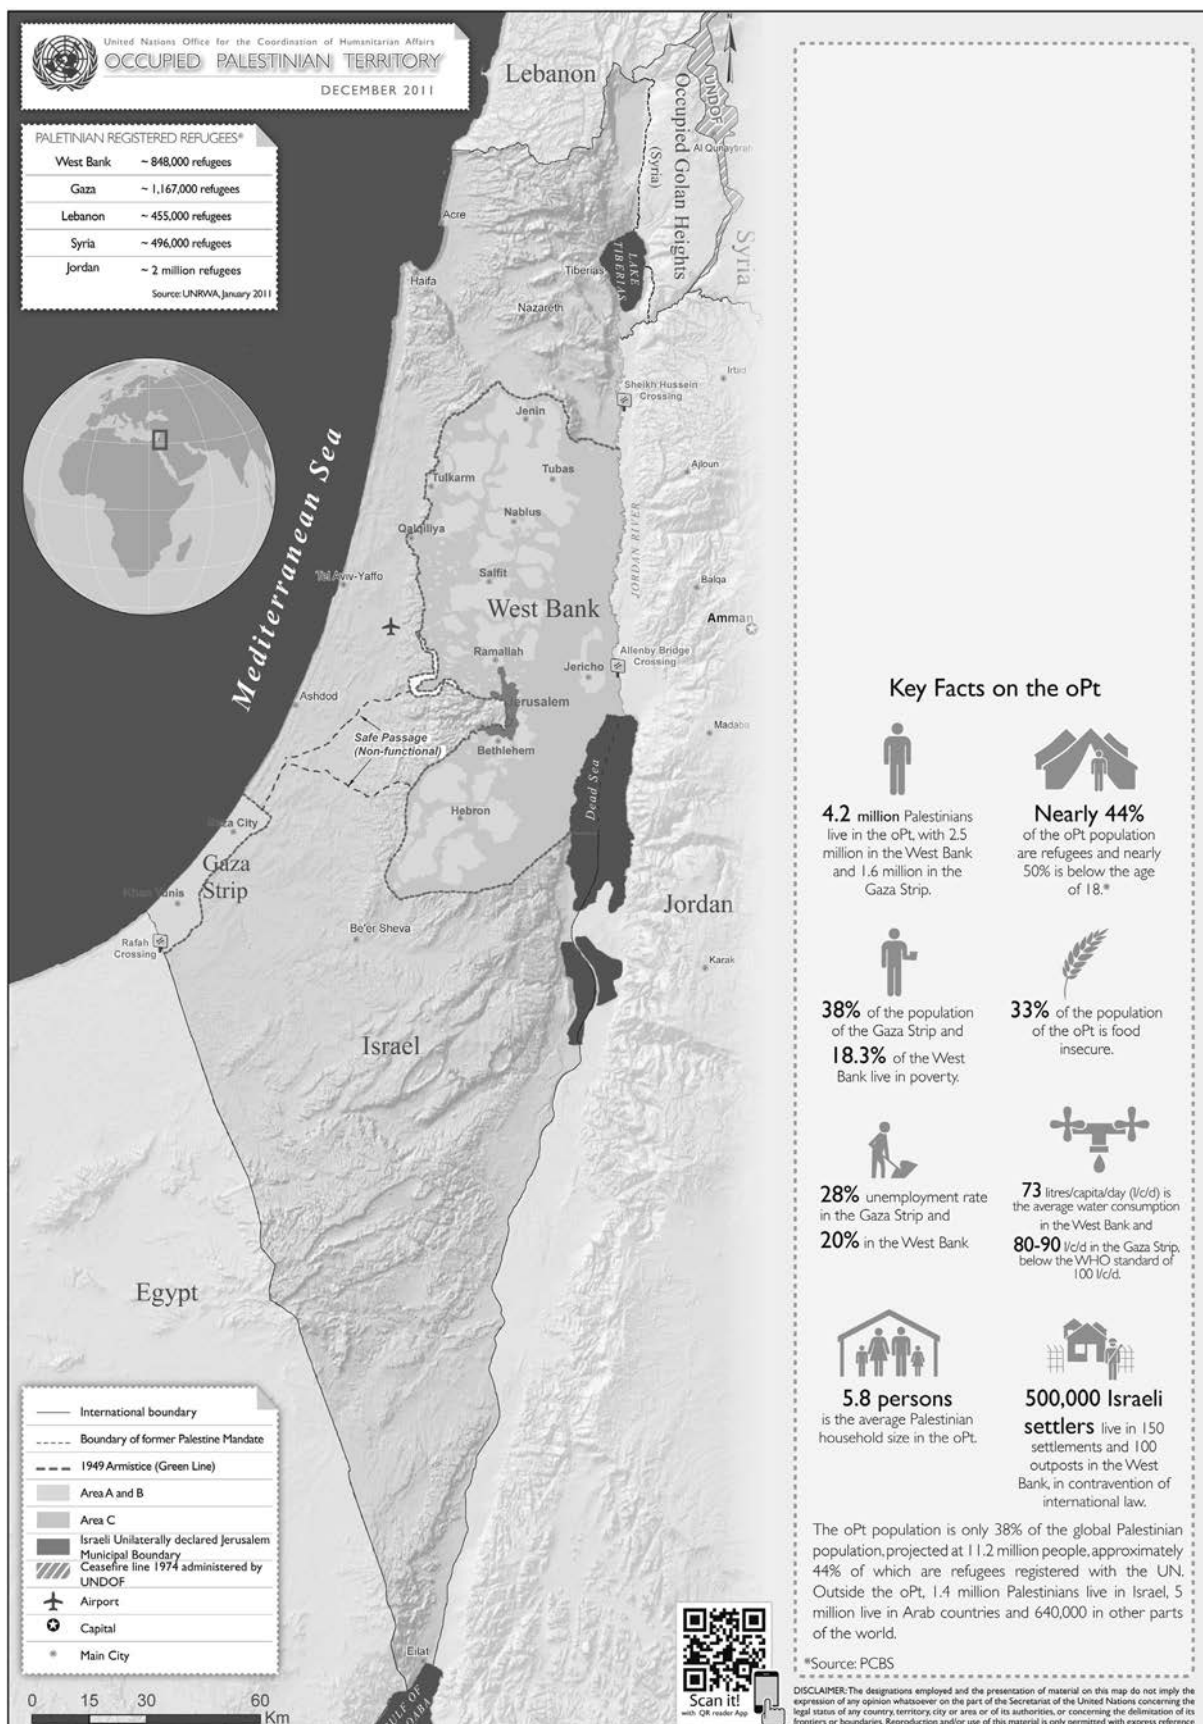 United Nations Office for the Coordination of Humanitarian Affairs
OCCUPIED PALESTINIAN TERRITORY
DECEMBER 2011
PALETINIAN REGISTERED REFUGEES*
West Bank ~ 848,000 refugees
Gaza ~ 1,167,000 refugees
Lebanon ~ 455,000 refugees
Syria ~ 496,000 refugees
Jordan ~ 2 million refugees
Source: UNRWA, January 2011
N
Lebanon
UNDOF
Occupied Golan Heights
(Syria)
Al Qunaytirah
Syria
Acre
LAKE
TIBERIAS
Tiberias
Haifa
Nazareth
Irbid
Sheikh Hussein
Crossing
Mediterranean Sea
Jenin
Tubas
Ajloun
Tulkarm
Nablus
JORDAN RIVER
Qalqiliya
Tel Aviv-Yaffo
Salfit
Balqa
West Bank
Amman
Ramallah
Allenby Bridge
Crossing
Jericho
Ashdod
Jerusalem
Madaba
Safe Passage
(Non-functional)
Bethlehem
Dead Sea
Hebron
Gaza City
Gaza
Strip
Khan Yunis
Jordan
Be'er Sheva
Rafah
Crossing
Karak
Israel
Egypt
Eilat
GULF OF
AQABA
International boundary
Boundary of former Palestine Mandate
1949 Armistice (Green Line)
Area A and B
Area C
Israeli Unilaterally declared Jerusalem
Municipal Boundary
Ceasefire line 1974 administered by
UNDOF
Airport
Capital
Main City
0 15 30 60
Km
Scan it!
with QR reader App
Key Facts on the oPt
4.2 million Palestinians
live in the oPt, with 2.5
million in the West Bank
and 1.6 million in the
Gaza Strip.
Nearly 44%
of the oPt population
are refugees and nearly
50% is below the age
of 18.*
38% of the population
of the Gaza Strip and
18.3% of the West
Bank live in poverty.
33% of the population
of the oPt is food
insecure.
28% unemployment rate
in the Gaza Strip and
20% in the West Bank
73 litres/capita/day (l/c/d) is
the average water consumption
in the West Bank and
80-90 l/c/d in the Gaza Strip,
below the WHO standard of
100 l/c/d.
5.8 persons
is the average Palestinian
household size in the oPt.
500,000 Israeli
settlers live in 150
settlements and 100
outposts in the West
Bank, in contravention of
international law.
The oPt population is only 38% of the global Palestinian
population, projected at 11.2 million people, approximately
44% of which are refugees registered with the UN.
Outside the oPt, 1.4 million Palestinians live in Israel, 5
million live in Arab countries and 640,000 in other parts
of the world.
*Source: PCBS
DISCLAIMER: The designations employed and the presentation of material on this map do not imply the
expression of any opinion whatsoever on the part of the Secretariat of the United Nations concerning the
legal status of any country, territory, city or area or of its authorities, or concerning the delimitation of its
frontiers or boundaries. Reproduction and/or use of this material is only permitted with express reference